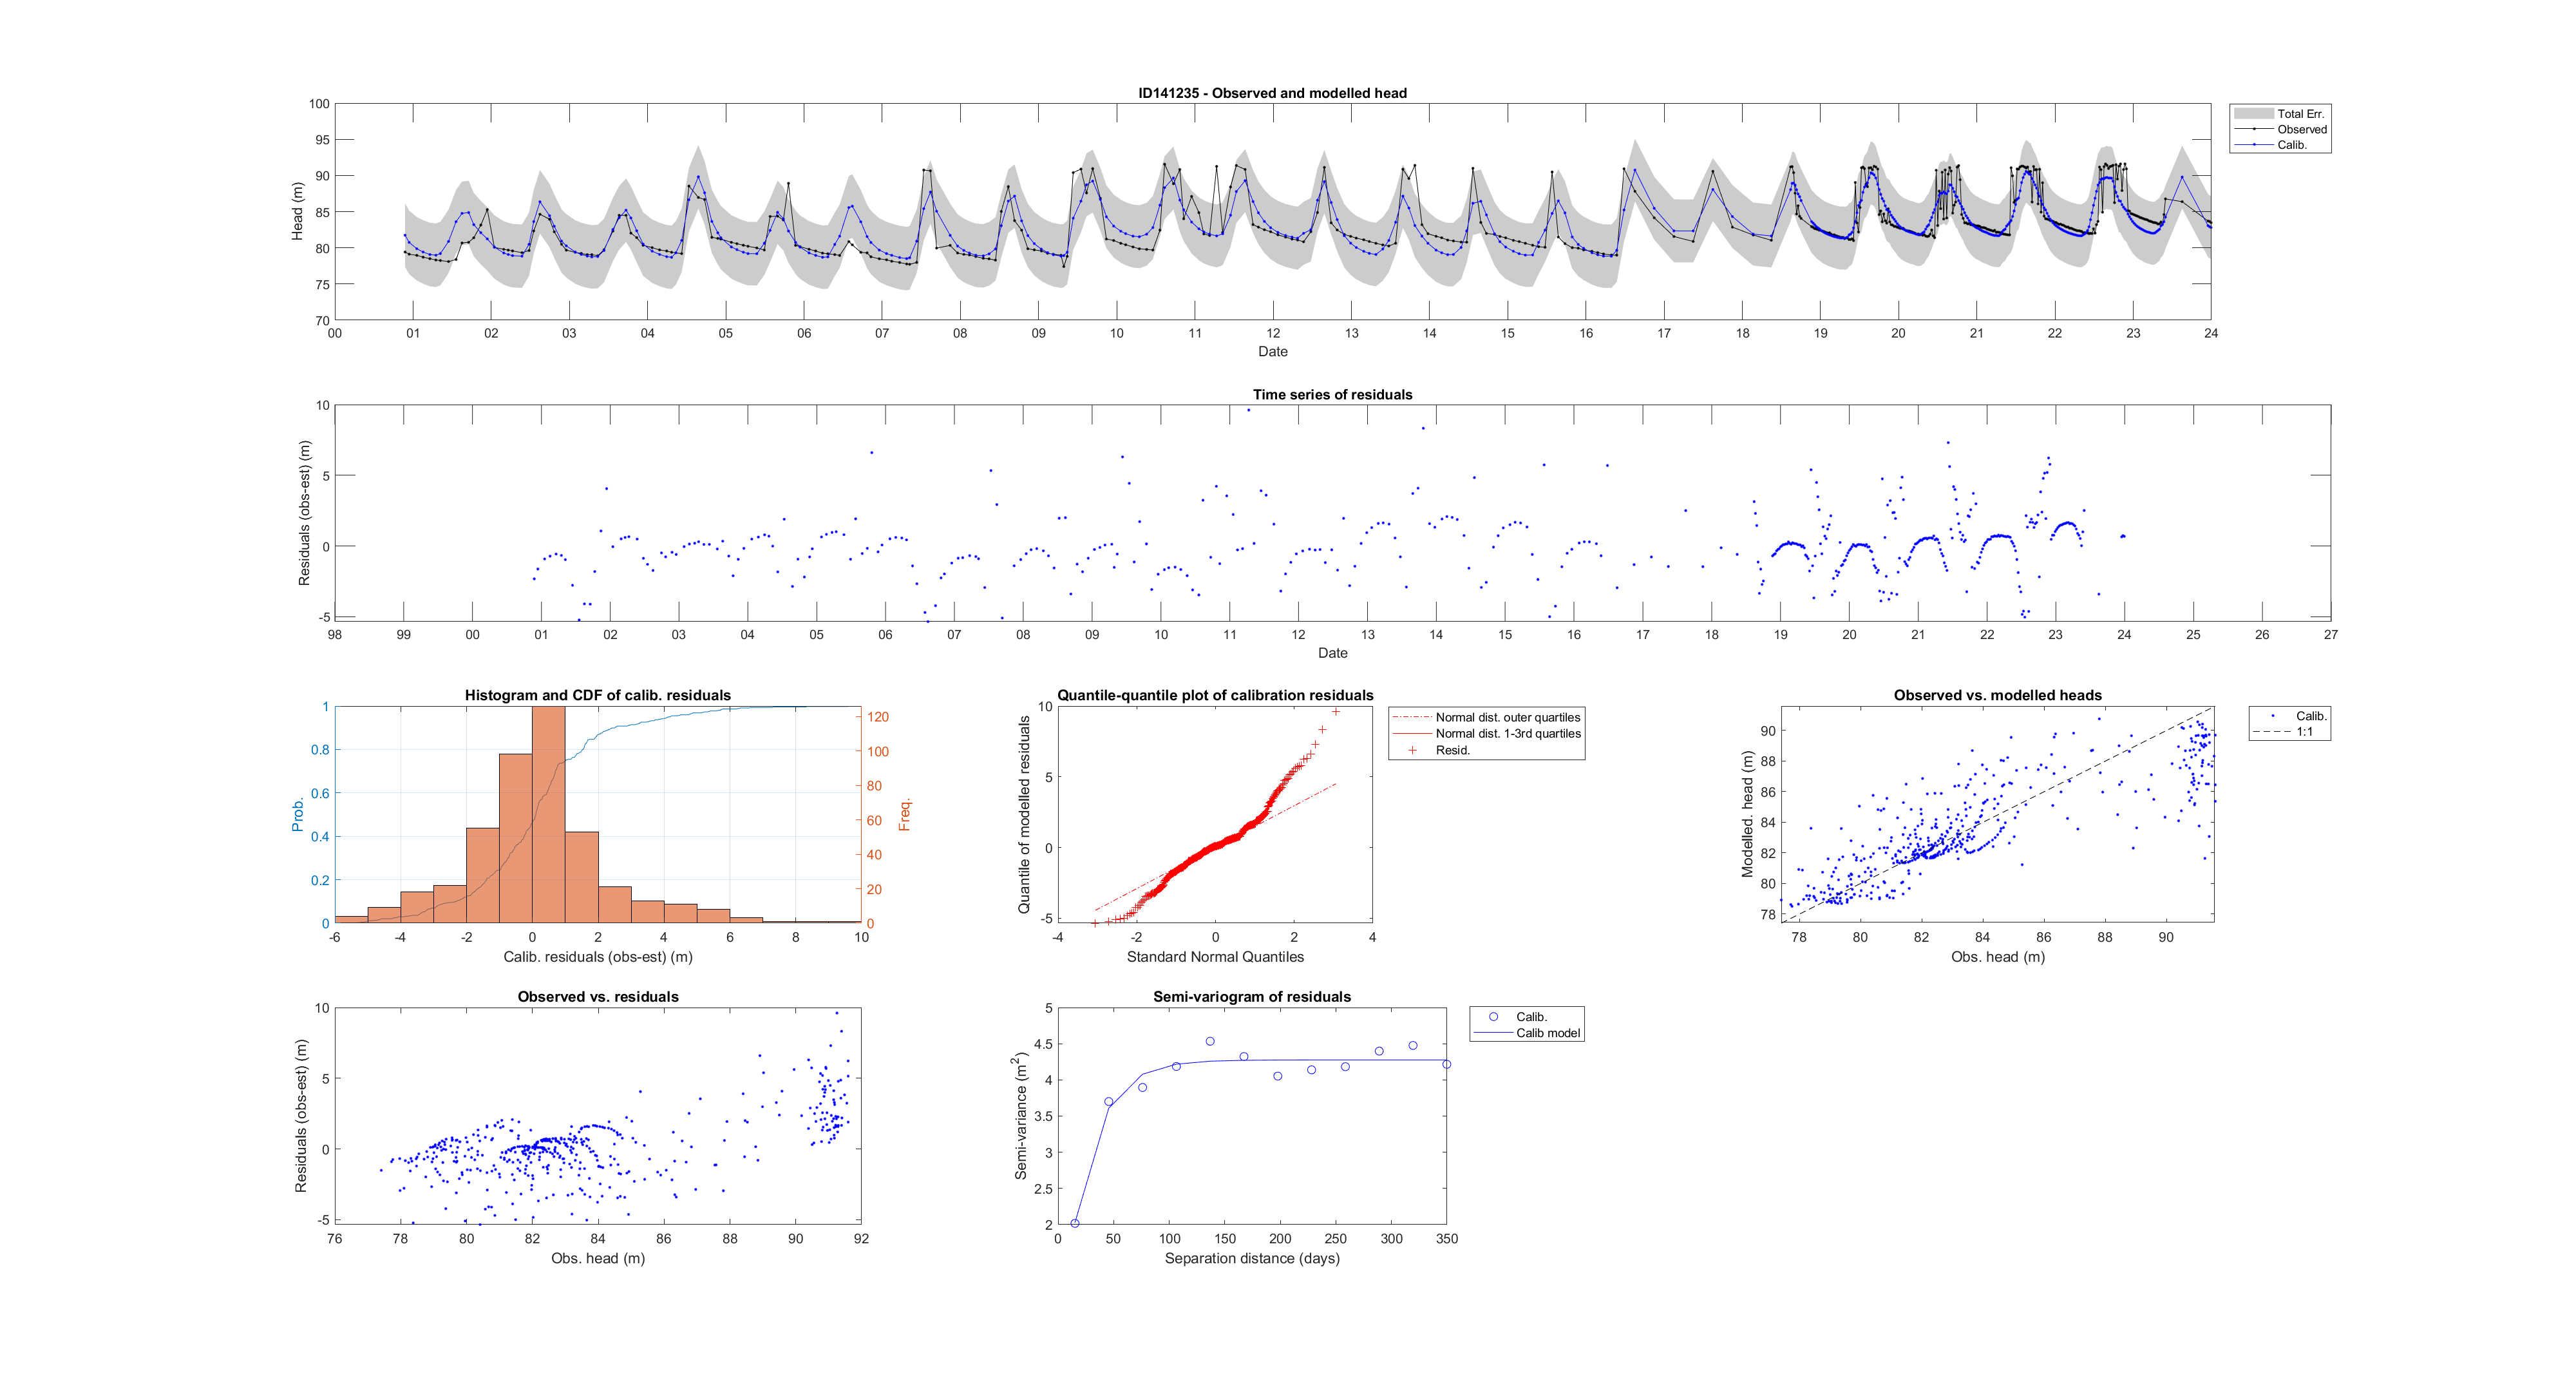 ID141235 - Observed and modelled head
100
95
90
85
80
75
70
Head (m)
00 01 02 03 04 05 06 07 08 09 10 11 12 13 14 15 16 17 18 19 20 21 22 23 24
Date
Total Err.
Observed
Calib.
Time series of residuals
10
5
0
-5
Residuals (obs-est) (m)
98 99 00 01 02 03 04 05 06 07 08 09 10 11 12 13 14 15 16 17 18 19 20 21 22 23 24 25 26 27
Date
Histogram and CDF of calib. residuals
1
0.8
0.6
0.4
0.2
0
Prob.
120
100
80
60
40
20
0
Freq.
-6 -4 -2 0 2 4 6 8 10
Calib. residuals (obs-est) (m)
Quantile-quantile plot of calibration residuals
10
5
0
-5
Quantile of modelled residuals
-4 -2 0 2 4
Standard Normal Quantiles
Normal dist. outer quartiles
Normal dist. 1-3rd quartiles
Resid.
Observed vs. modelled heads
90
88
86
84
82
80
78
Modelled. head (m)
78 80 82 84 86 88 90
Obs. head (m)
Calib.
1:1
Observed vs. residuals
10
5
0
-5
Residuals (obs-est) (m)
76 78 80 82 84 86 88 90 92
Obs. head (m)
Semi-variogram of residuals
5
4.5
4
3.5
3
2.5
2
Semi-variance (m²)
0 50 100 150 200 250 300 350
Separation distance (days)
Calib.
Calib model